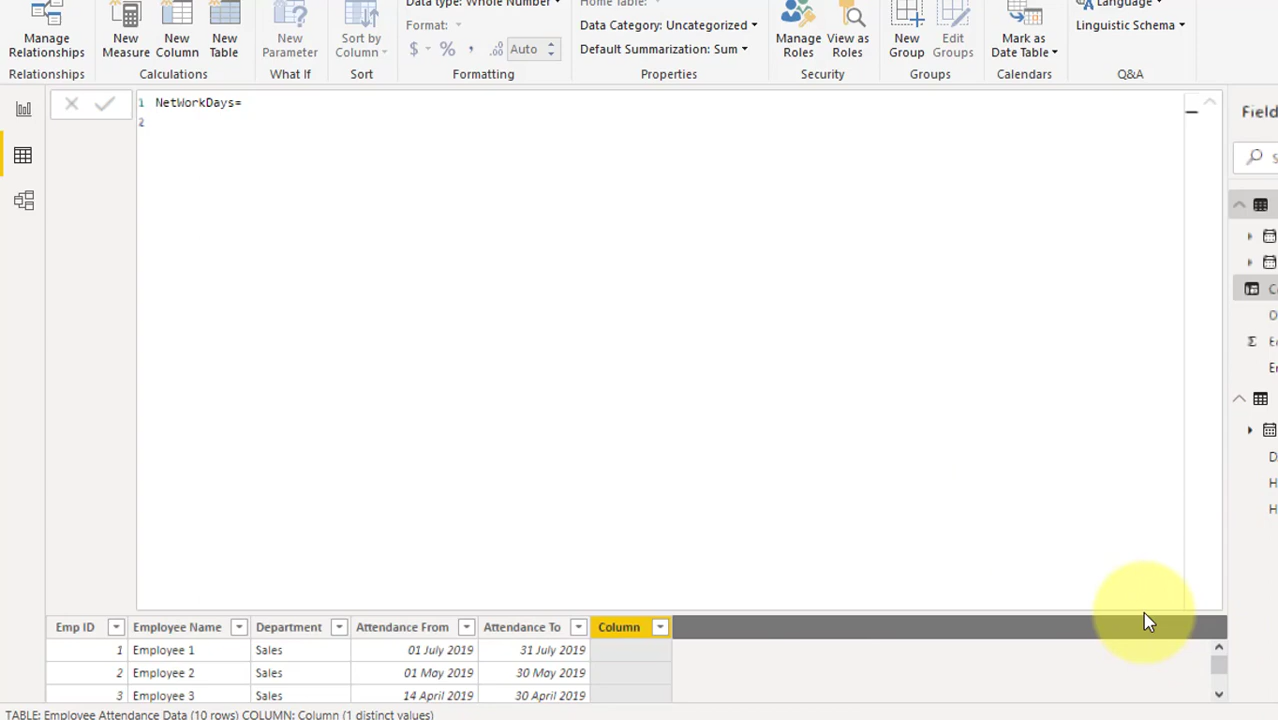 Data type: Whole Number
Home Table:
Language
Manage Relationships
New Measure
New Column
New Table
New Parameter
Sort by Column
Format:
$ % , .00 Auto
Data Category: Uncategorized
Default Summarization: Sum
Manage Roles
View as Roles
New Group
Edit Groups
Mark as Date Table
Linguistic Schema
Relationships
Calculations
What If
Sort
Formatting
Properties
Security
Groups
Calendars
Q&A
1 NetWorkDays=
2
Field
Σ
Emp ID Employee Name Department Attendance From Attendance To Column
1 Employee 1 Sales 01 July 2019 31 July 2019
2 Employee 2 Sales 01 May 2019 30 May 2019
3 Employee 3 Sales 14 April 2019 30 April 2019
TABLE: Employee Attendance Data (10 rows) COLUMN: Column (1 distinct values)